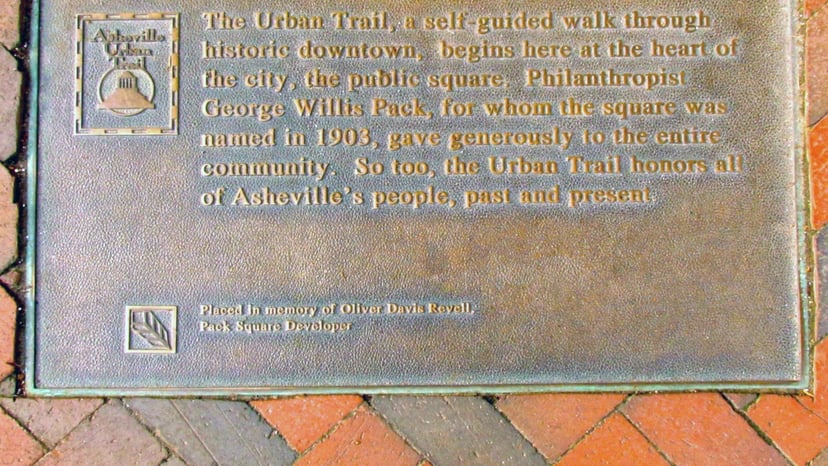 Asheville
Urban
Trail
The Urban Trail, a self-guided walk through
historic downtown, begins here at the heart of
the city, the public square. Philanthropist
George Willis Pack, for whom the square was
named in 1903, gave generously to the entire
community. So too, the Urban Trail honors all
of Asheville's people, past and present
Placed in memory of Oliver Davis Revell,
Pack Square Developer